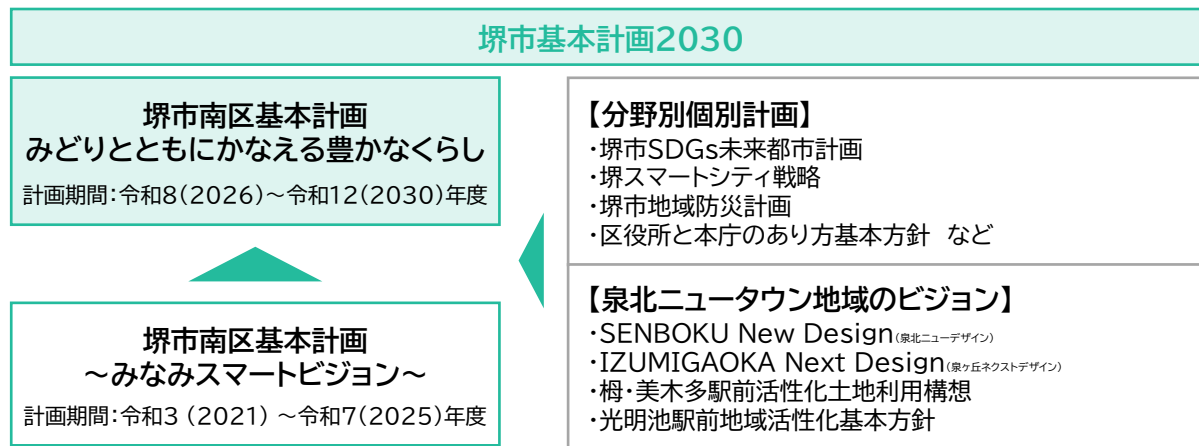 堺市基本計画2030
堺市南区基本計画
みどりとともにかなえる豊かなくらし
計画期間:令和8(2026)～令和12(2030)年度
堺市南区基本計画
～みなみスマートビジョン～
計画期間:令和3 (2021) ～令和7(2025)年度
【分野別個別計画】
・堺市SDGs未来都市計画
・堺スマートシティ戦略
・堺市地域防災計画
・区役所と本庁のあり方基本方針 など
【泉北ニュータウン地域のビジョン】
・SENBOKU New Design(泉北ニューデザイン)
・IZUMIGAOKA Next Design(泉ヶ丘ネクストデザイン)
・栂・美木多駅前活性化土地利用構想
・光明池駅前地域活性化基本方針